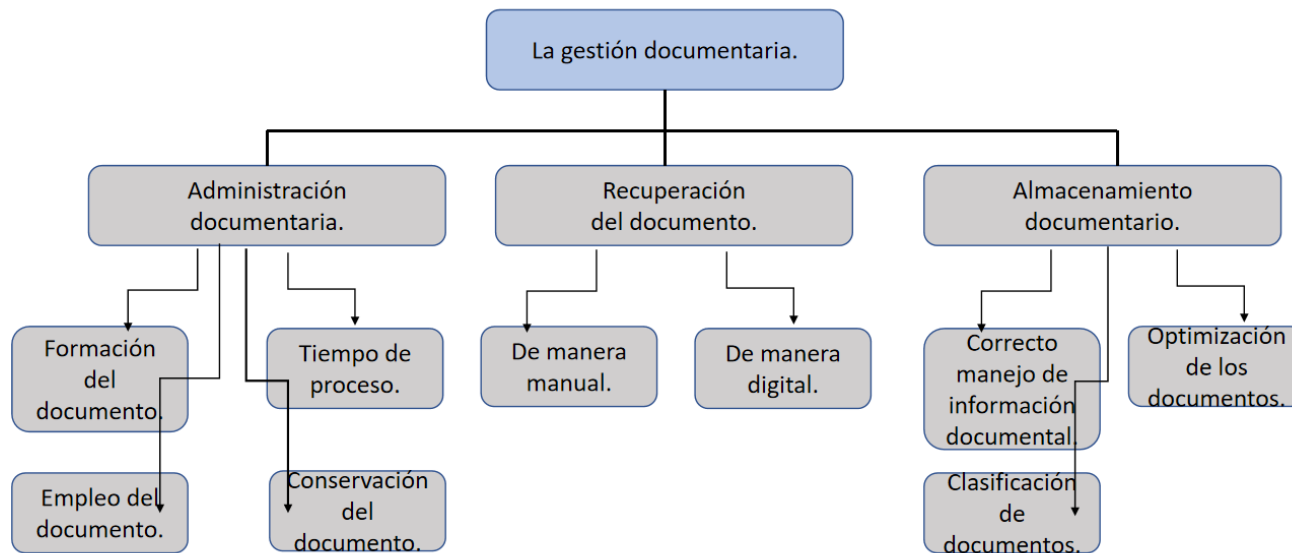 La gestión documentaria.
Administración
documentaria.
Recuperación
del documento.
Almacenamiento
documentario.
Formación
del
documento.
Tiempo de
proceso.
De manera
manual.
De manera
digital.
Correcto
manejo de
información
documental.
Optimización
de los
documentos.
Empleo del
documento.
Conservación
del
documento.
Clasificación
de
documentos.